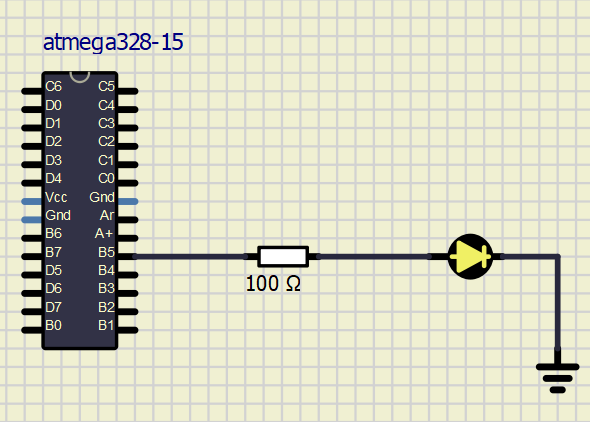 atmega328-15
C6 C5
D0 C4
D1 C3
D2 C2
D3 C1
D4 C0
Vcc Gnd
Gnd Ar
B6 A+
B7 B5
D5 B4
D6 B3
D7 B2
B0 B1
100 Ω